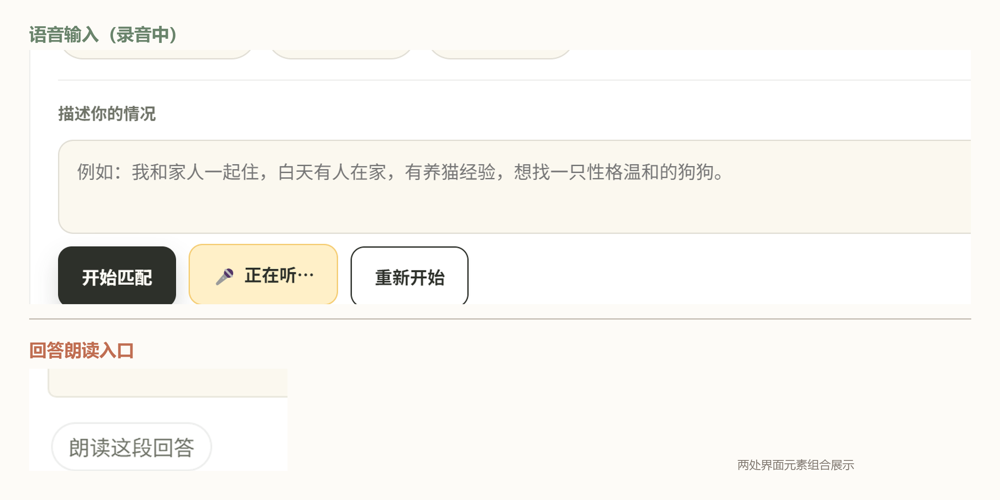 语音输入（录音中）
描述你的情况
例如：我和家人一起住，白天有人在家，有养猫经验，想找一只性格温和的狗狗。
开始匹配
正在听…
重新开始
回答朗读入口
朗读这段回答
两处界面元素组合展示